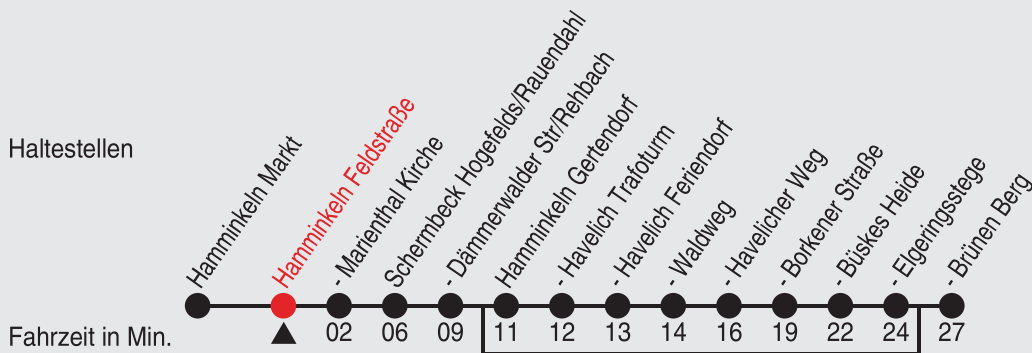 Haltestellen
Hamminkeln Markt
Hamminkeln Feldstraße
- Marienthal Kirche
Schermbeck Hogefelds/Rauendahl
- Dämmerwalder Str/Rehbach
Hamminkeln Gertendorf
- Havelich Trafoturm
- Havelich Feriendorf
- Waldweg
- Havelicher Weg
- Borkener Straße
- Büskes Heide
- Elgeringsstege
- Brünen Berg
Fahrzeit in Min. 02 06 09 11 12 13 14 16 19 22 24 27